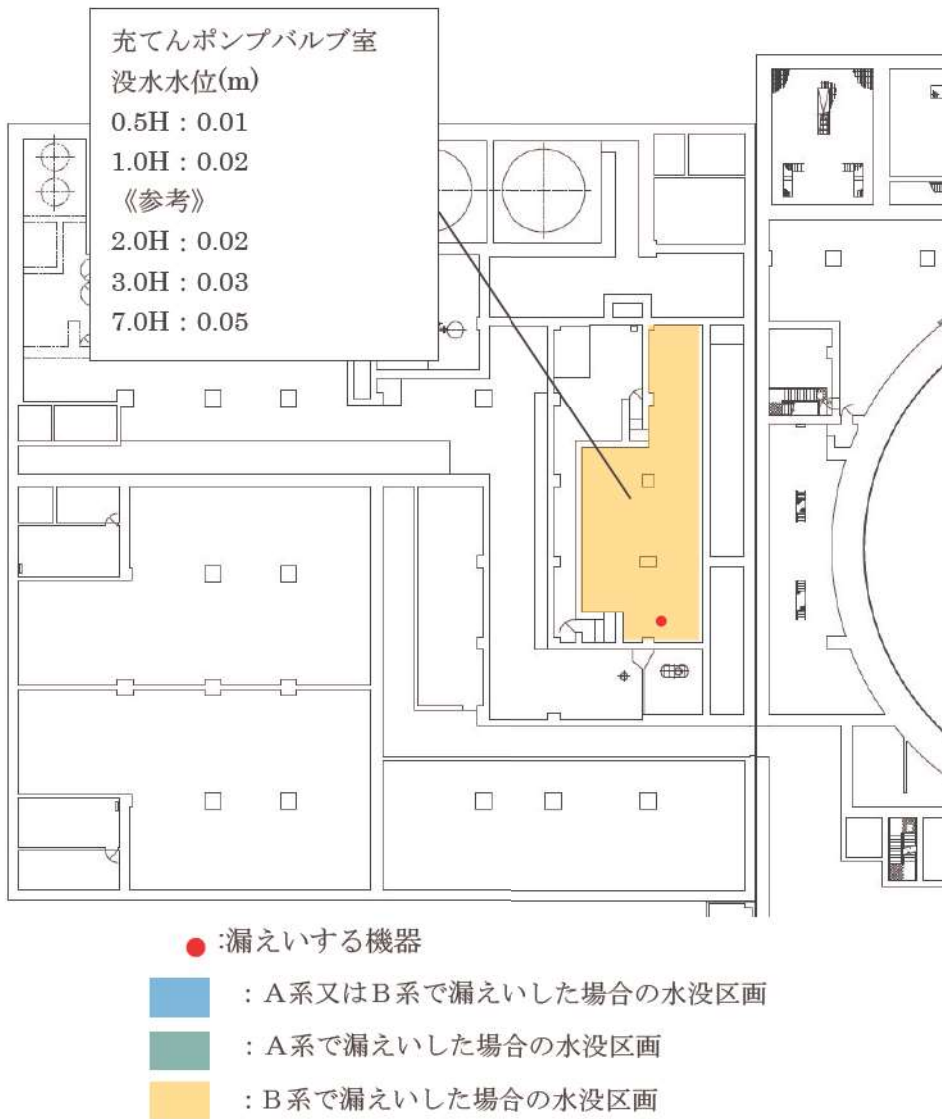 充てんポンプバルブ室
没水水位(m)
0.5H：0.01
1.0H：0.02
《参考》
2.0H：0.02
3.0H：0.03
7.0H：0.05
:漏えいする機器
：A系又はB系で漏えいした場合の水没区画
：A系で漏えいした場合の水没区画
：B系で漏えいした場合の水没区画